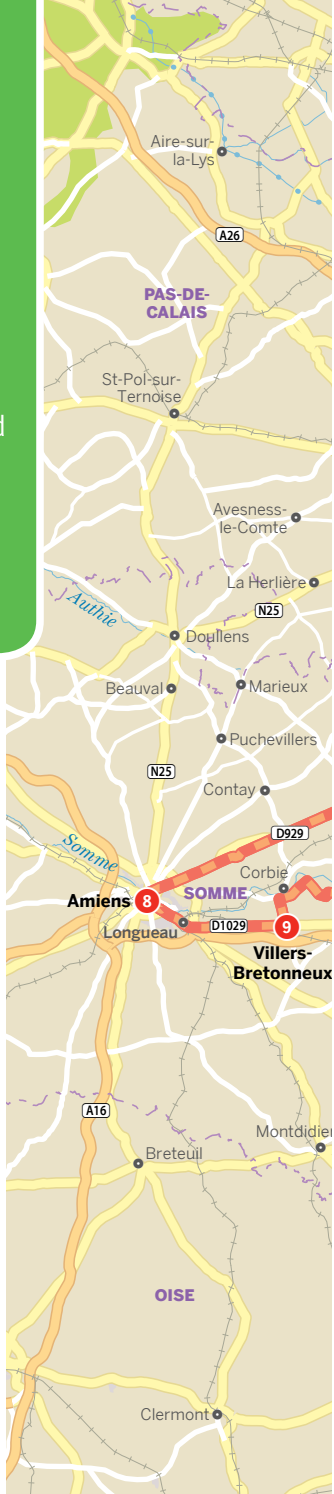 Aire-sur-
la-Lys
A26
PAS-DE-
CALAIS
St-Pol-sur-
Ternoise
d
Avesness-
le-Comte
La Herlière
Authie
N25
Doullens
Beauval
Marieux
Puchevillers
N25
Contay
D929
Somme
Corbie
Amiens
8
SOMME
Longueau
D1029
9
Villers-
Bretonneux
A16
Montdidier
Breteuil
OISE
Clermont